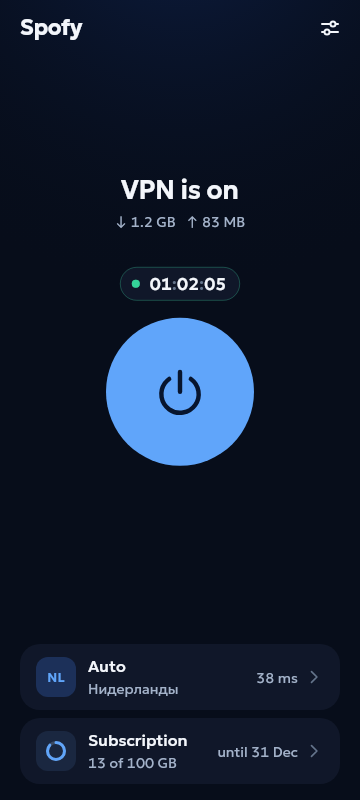 Spofy
VPN is on
↓ 1.2 GB ↑ 83 MB
01:02:05
NL
Auto
Нидерланды
38 ms
Subscription
13 of 100 GB
until 31 Dec